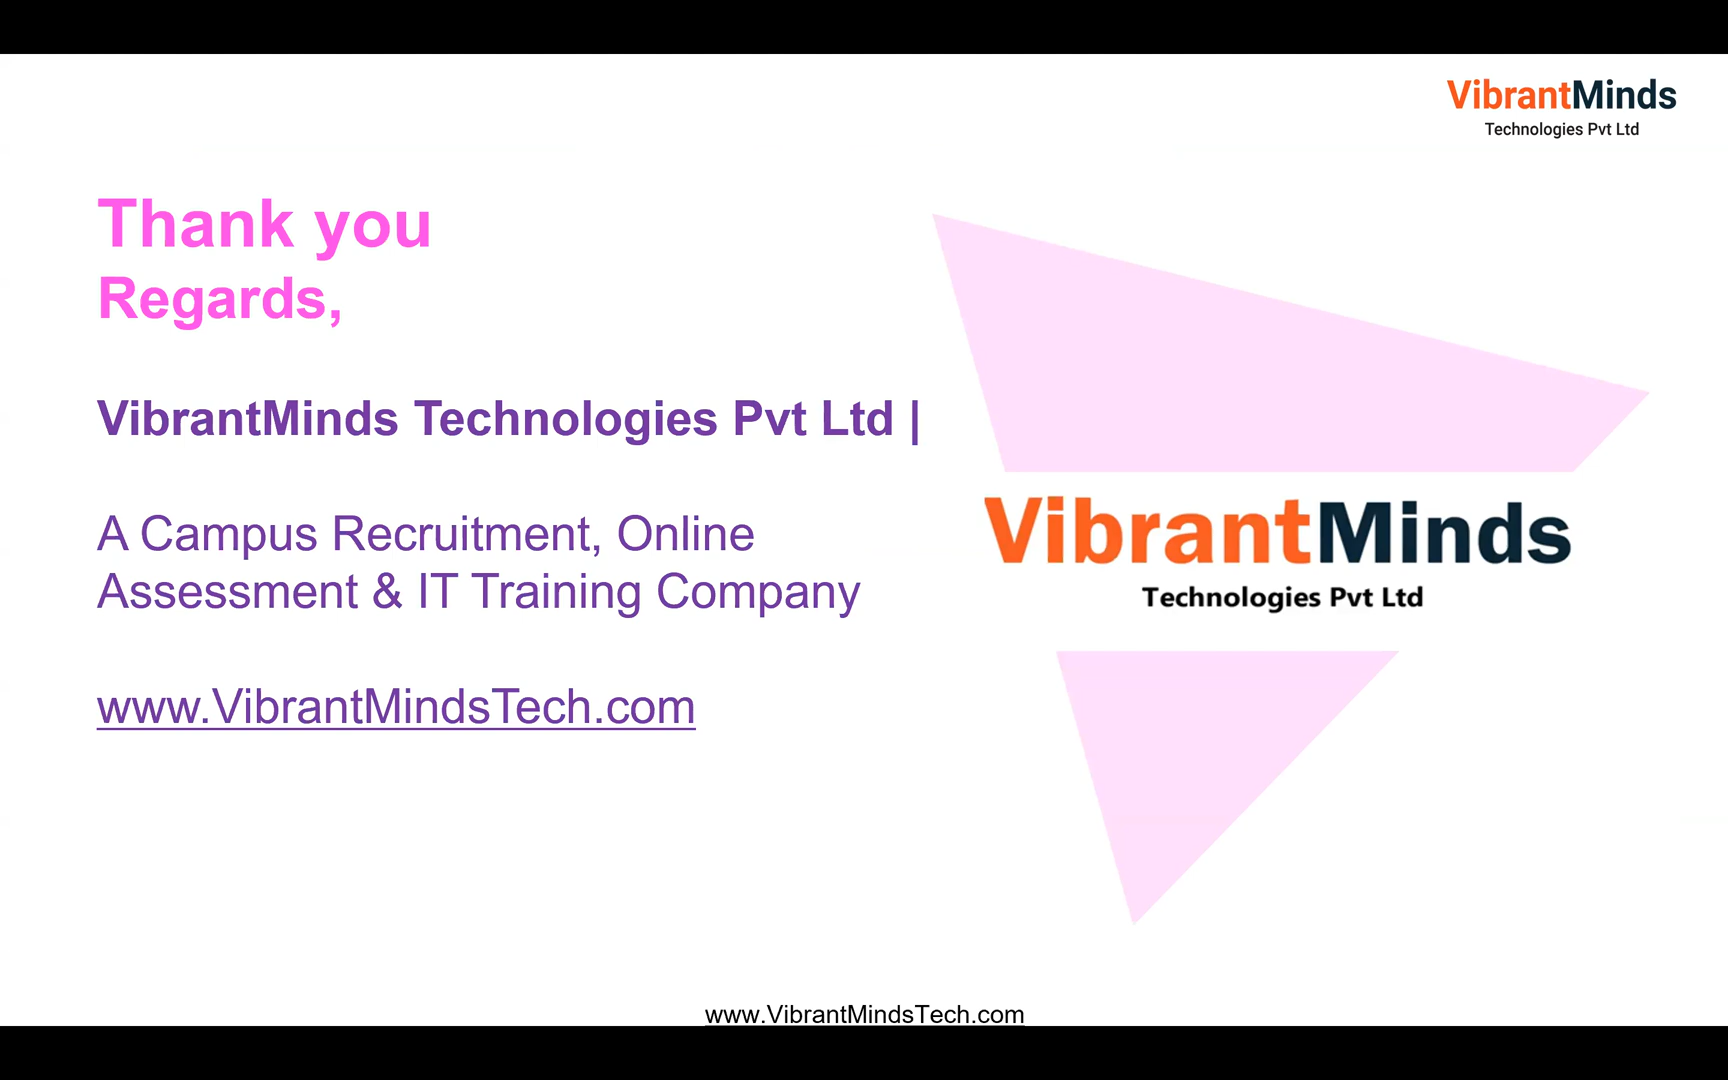 VibrantMinds
Technologies Pvt Ltd
Thank you
Regards,
VibrantMinds Technologies Pvt Ltd |
A Campus Recruitment, Online
Assessment & IT Training Company
www.VibrantMindsTech.com
VibrantMinds
Technologies Pvt Ltd
www.VibrantMindsTech.com